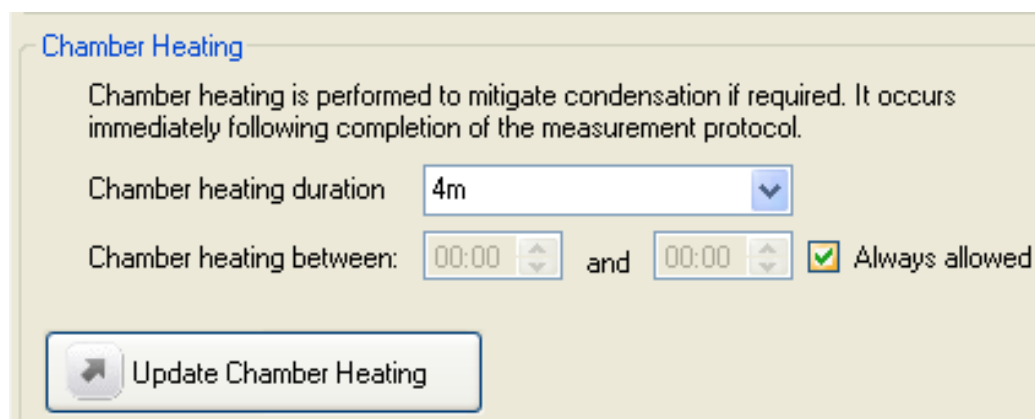 Chamber Heating
Chamber heating is performed to mitigate condensation if required. It occurs
immediately following completion of the measurement protocol.
Chamber heating duration 4m
Chamber heating between: 00:00 and 00:00 Always allowed
Update Chamber Heating